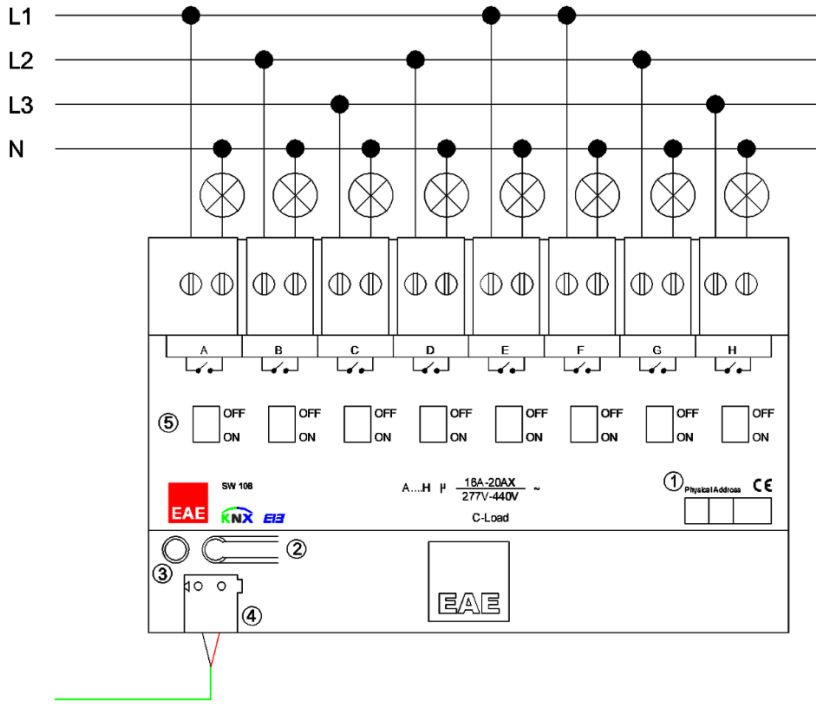 L1
L2
L3
N
A B C D E F G H
⑤ OFF OFF OFF OFF OFF OFF OFF OFF
ON ON ON ON ON ON ON ON
EAE
SW 108
KNX EIB
A....H µ 16A-20AX ~
277V-440V
C-Load
① Physical Address CE
③ ②
④
EAE